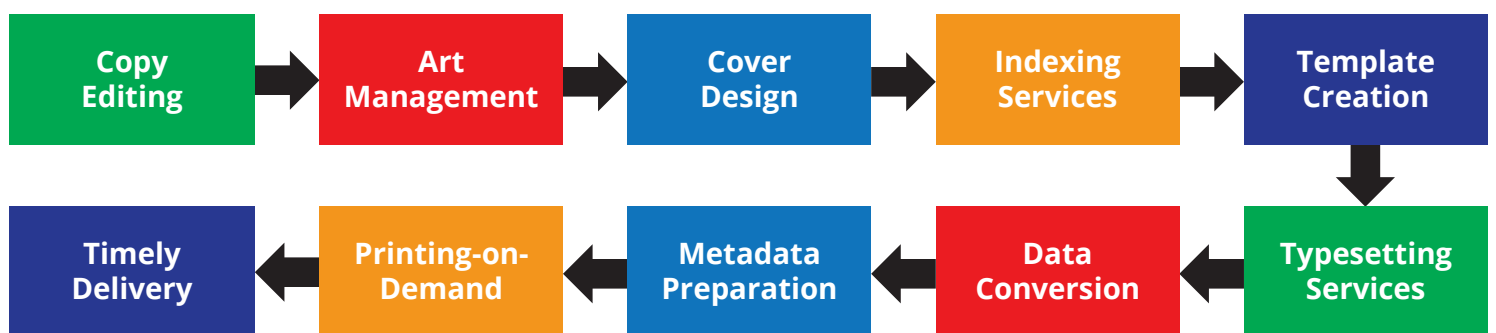 Copy
Editing
Art
Management
Cover
Design
Indexing
Services
Template
Creation
Timely
Delivery
Printing-on-
Demand
Metadada
Preparation
Data
Conversion
Typesetting
Services